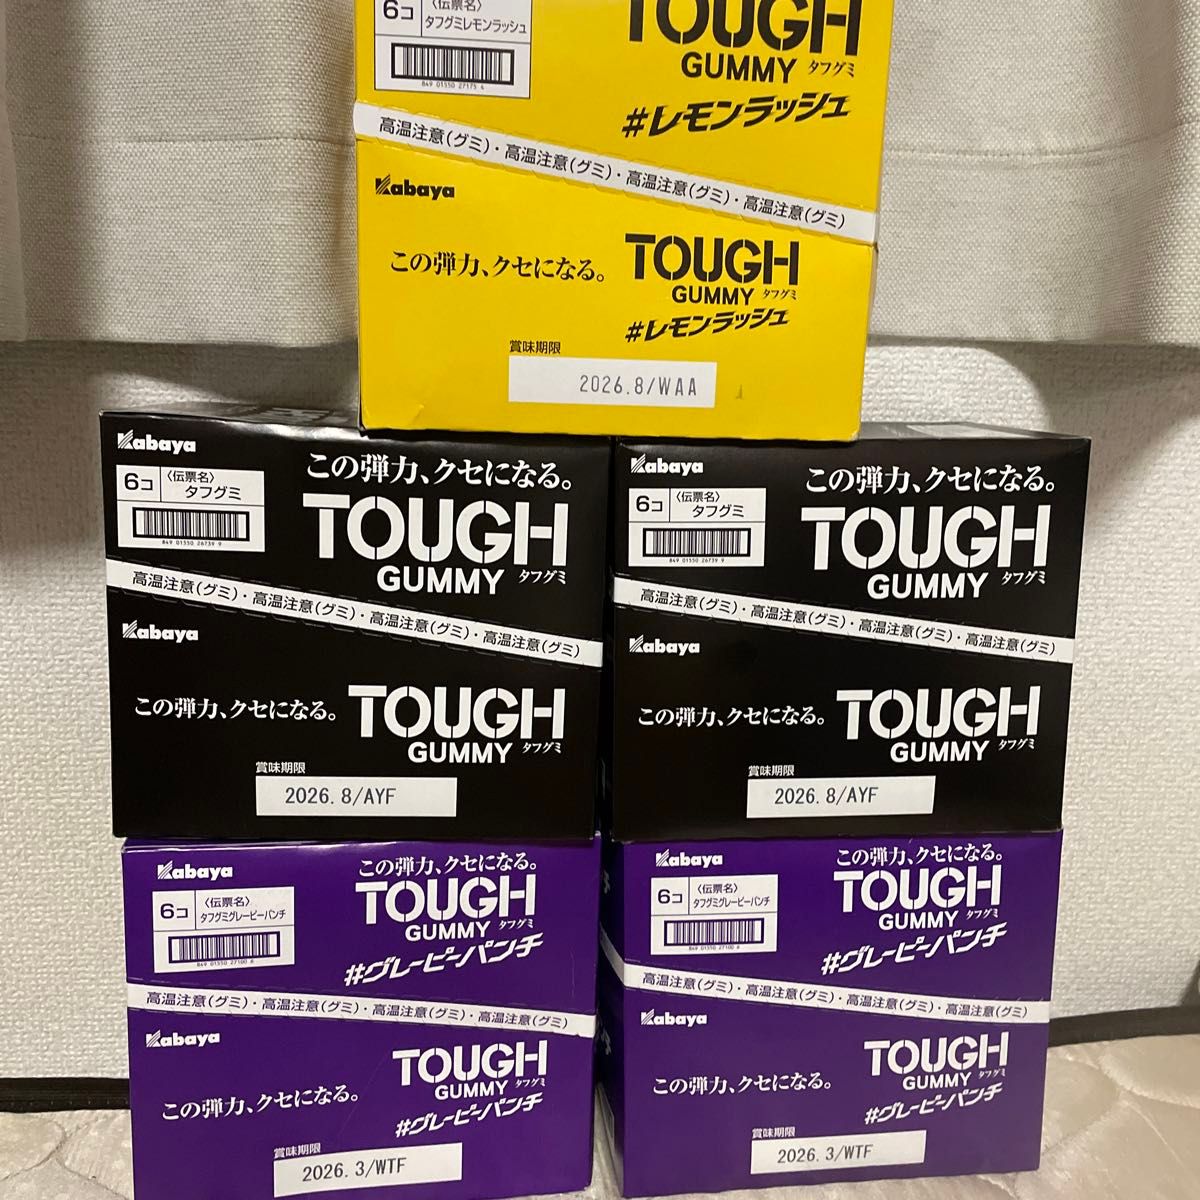 6コ
〈伝票名〉
タフグミレモンラッシュ
849 01550 27175 4
TOUGH
GUMMY タフグミ
#レモンラッシュ
高温注意(グミ)・高温注意(グミ)・高温注意(グミ)・高温注意(グミ)
Kabaya
この弾力、クセになる。
TOUGH
GUMMY タフグミ
#レモンラッシュ
賞味期限
2026.8/WAA
Kabaya
6コ
〈伝票名〉
タフグミ
849 01550 26739 9
この弾力、クセになる。
TOUGH
GUMMY タフグミ
高温注意(グミ)・高温注意(グミ)・高温注意(グミ)・高温注意(グミ)
Kabaya
この弾力、クセになる。
TOUGH
GUMMY タフグミ
賞味期限
2026.8/AYF
Kabaya
6コ
〈伝票名〉
タフグミ
849 01550 26739 9
この弾力、クセになる。
TOUGH
GUMMY タフグミ
高温注意(グミ)・高温注意(グミ)・高温注意(グミ)・高温注意(グミ)
Kabaya
この弾力、クセになる。
TOUGH
GUMMY タフグミ
賞味期限
2026.8/AYF
Kabaya
6コ
〈伝票名〉
タフグミグレーピーパンチ
849 01550 27100 6
この弾力、クセになる。
TOUGH
GUMMY タフグミ
#グレーピーパンチ
高温注意(グミ)・高温注意(グミ)・高温注意(グミ)・高温注意(グミ)
Kabaya
この弾力、クセになる。
TOUGH
GUMMY タフグミ
#グレーピーパンチ
賞味期限
2026.3/WTF
Kabaya
6コ
〈伝票名〉
タフグミグレーピーパンチ
849 01550 27100 6
この弾力、クセになる。
TOUGH
GUMMY タフグミ
#グレーピーパンチ
高温注意(グミ)・高温注意(グミ)・高温注意(グミ)・高温注意(グミ)
Kabaya
この弾力、クセになる。
TOUGH
GUMMY タフグミ
#グレーピーパンチ
賞味期限
2026.3/WTF